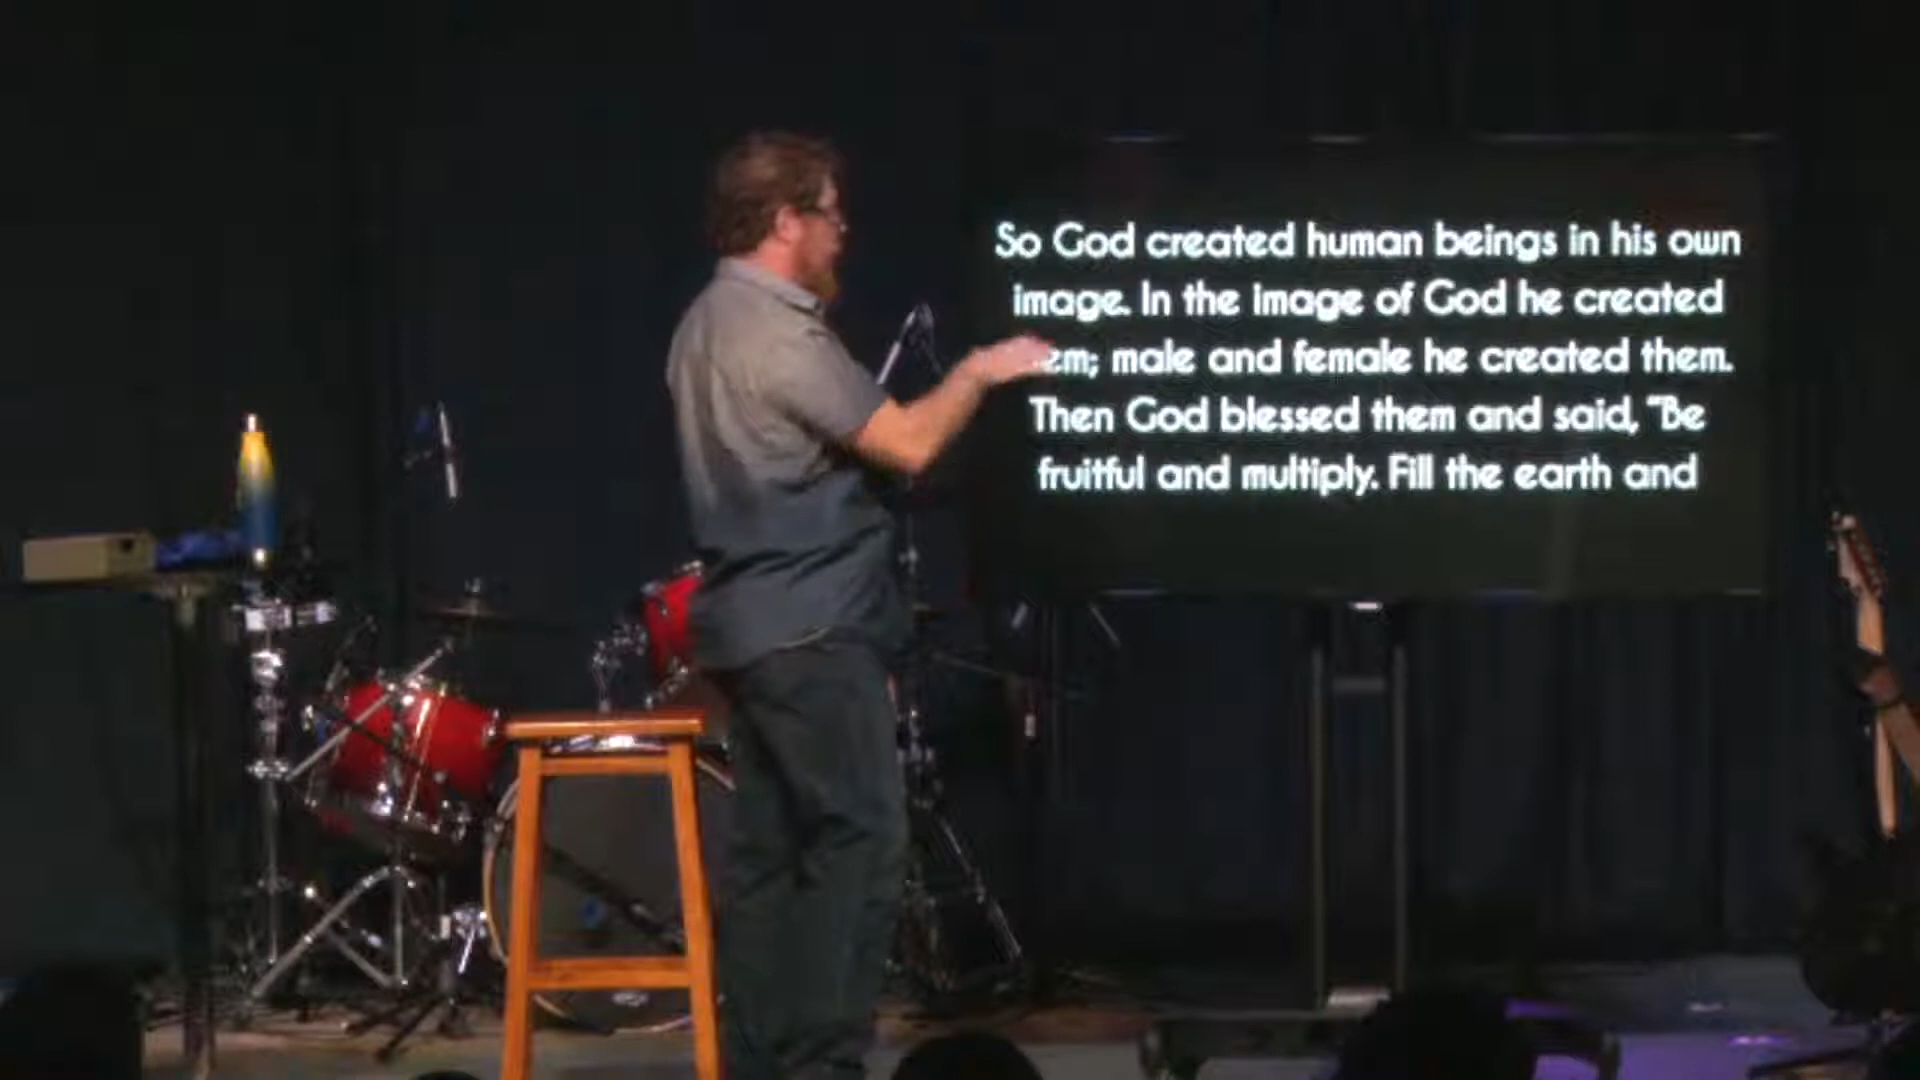 So God created human beings in his own
image. In the image of God he created
em; male and female he created them.
Then God blessed them and said, "Be
fruitful and multiply. Fill the earth and